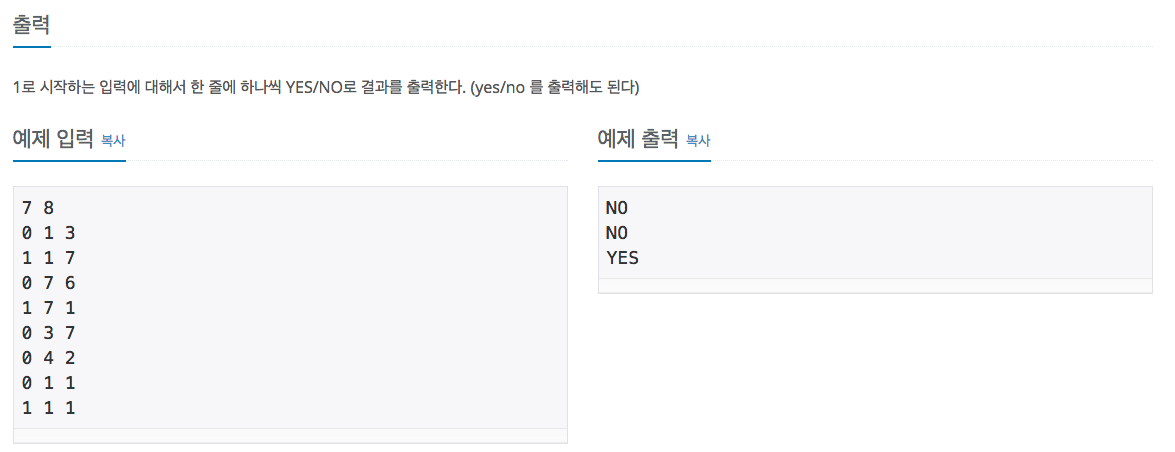 출력
1로 시작하는 입력에 대해서 한 줄에 하나씩 YES/NO로 결과를 출력한다. (yes/no 를 출력해도 된다)
예제 입력 복사
7 8
0 1 3
1 1 7
0 7 6
1 7 1
0 3 7
0 4 2
0 1 1
1 1 1
예제 출력 복사
NO
NO
YES